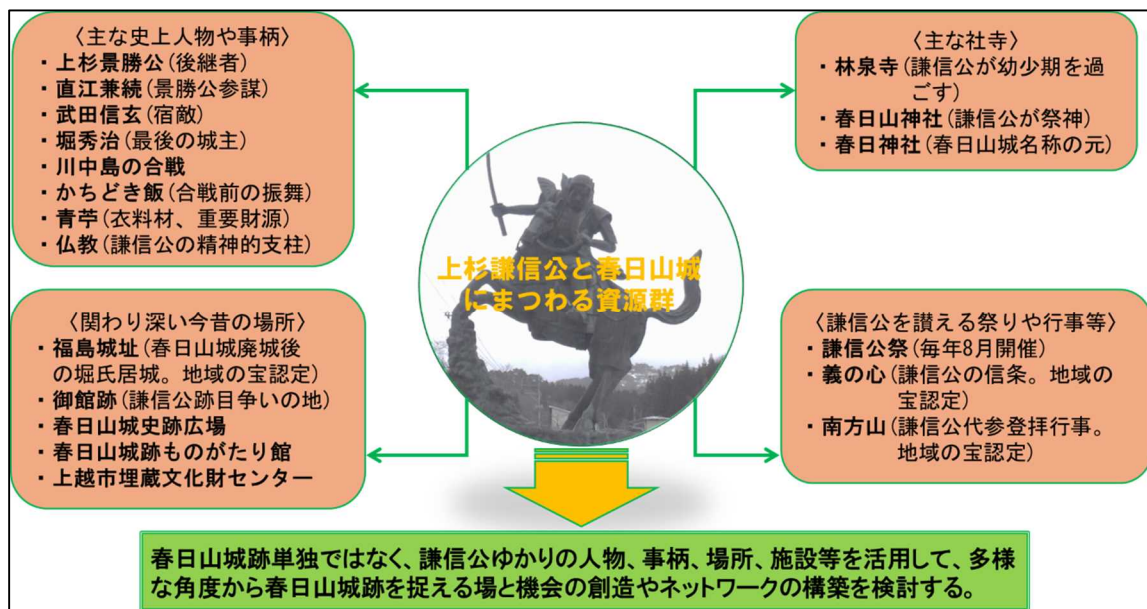 〈主な史上人物や事柄〉
・上杉景勝公(後継者)
・直江兼続(景勝公参謀)
・武田信玄(宿敵)
・堀秀治(最後の城主)
・川中島の合戦
・かちどき飯(合戦前の振舞)
・青苧(衣料材、重要財源)
・仏教(謙信公の精神的支柱)
〈主な社寺〉
・林泉寺(謙信公が幼少期を過
ごす)
・春日山神社(謙信公が祭神)
・春日神社(春日山城名称の元)
上杉謙信公と春日山城
にまつわる資源群
〈関わり深い今昔の場所〉
・福島城址(春日山城廃城後
の堀氏居城。地域の宝認定)
・御館跡(謙信公跡目争いの地)
・春日山城史跡広場
・春日山城跡ものがたり館
・上越市埋蔵文化財センター
〈謙信公を讃える祭りや行事等〉
・謙信公祭(毎年8月開催)
・義の心(謙信公の信条。地域の
宝認定)
・南方山(謙信公代参登拝行事。
地域の宝認定)
春日山城跡単独ではなく、謙信公ゆかりの人物、事柄、場所、施設等を活用して、多様
な角度から春日山城跡を捉える場と機会の創造やネットワークの構築を検討する。